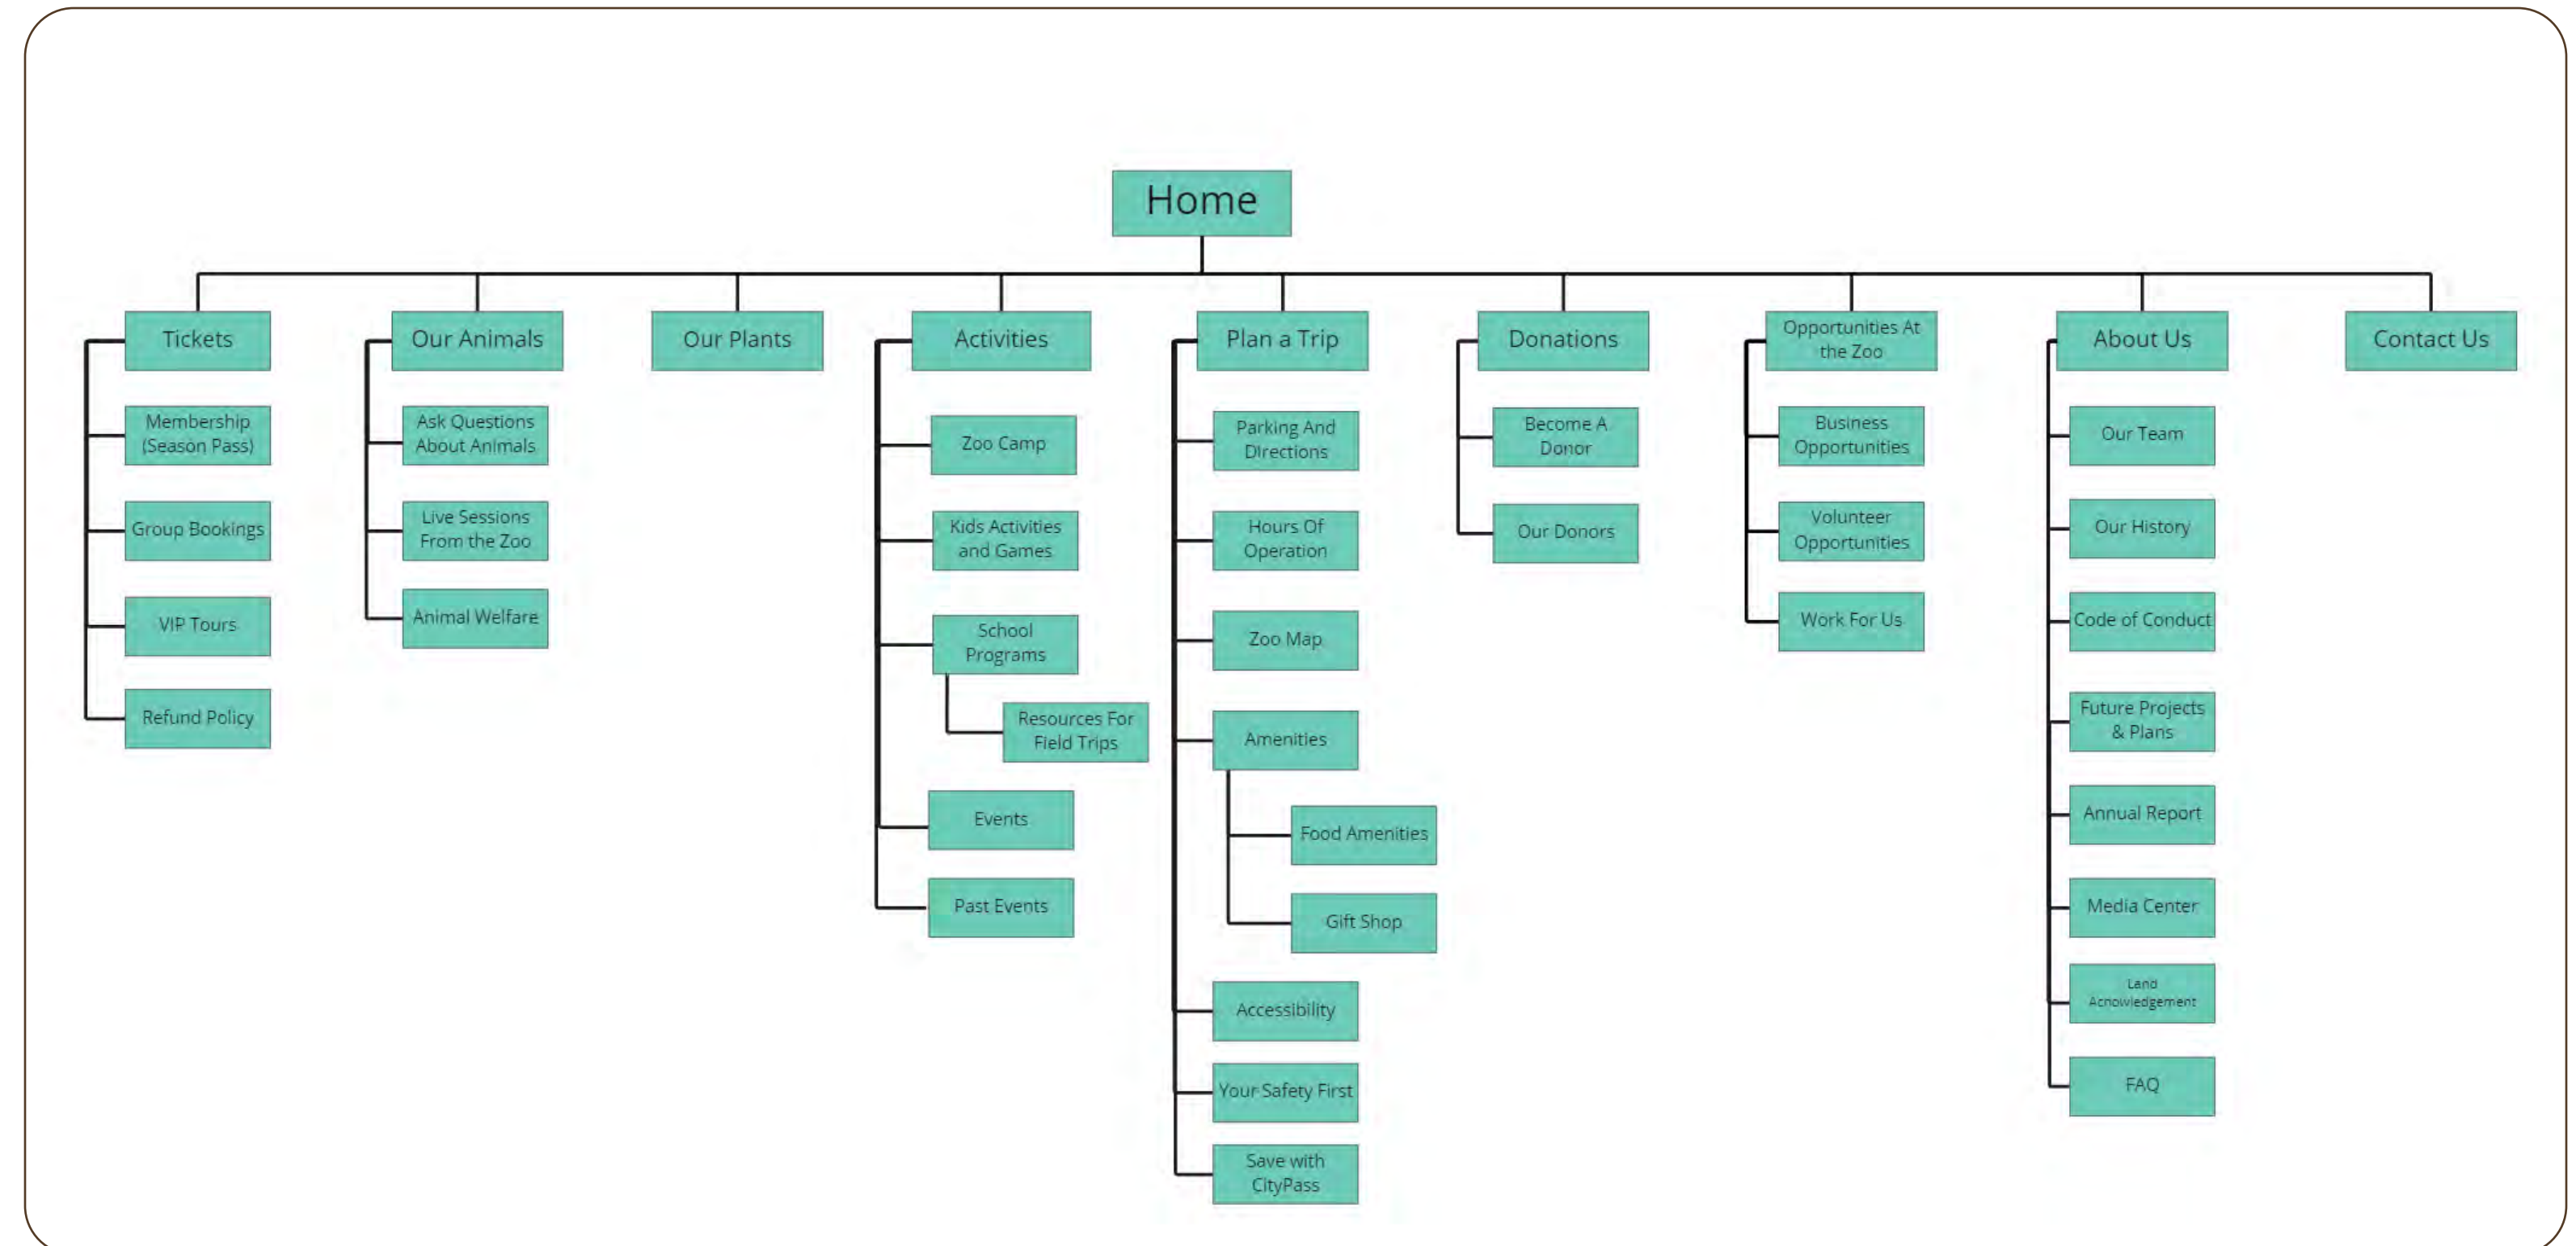 Home
Tickets
Membership
(Season Pass)
Group Bookings
VIP Tours
Refund Policy
Our Animals
Ask Questions
About Animals
Live Sessions
From the Zoo
Animal Welfare
Our Plants
Activities
Zoo Camp
Kids Activities
and Games
School
Programs
Resources For
Field Trips
Events
Past Events
Plan a Trip
Parking And
Directions
Hours Of
Operation
Zoo Map
Amenities
Food Amenities
Gift Shop
Accessibility
Your Safety First
Save with
CityPass
Donations
Become A
Donor
Our Donors
Opportunities At
the Zoo
Business
Opportunities
Volunteer
Opportunities
Work For Us
About Us
Our Team
Our History
Code of Conduct
Future Projects
& Plans
Annual Report
Media Center
Land
Acnowledgement
FAQ
Contact Us